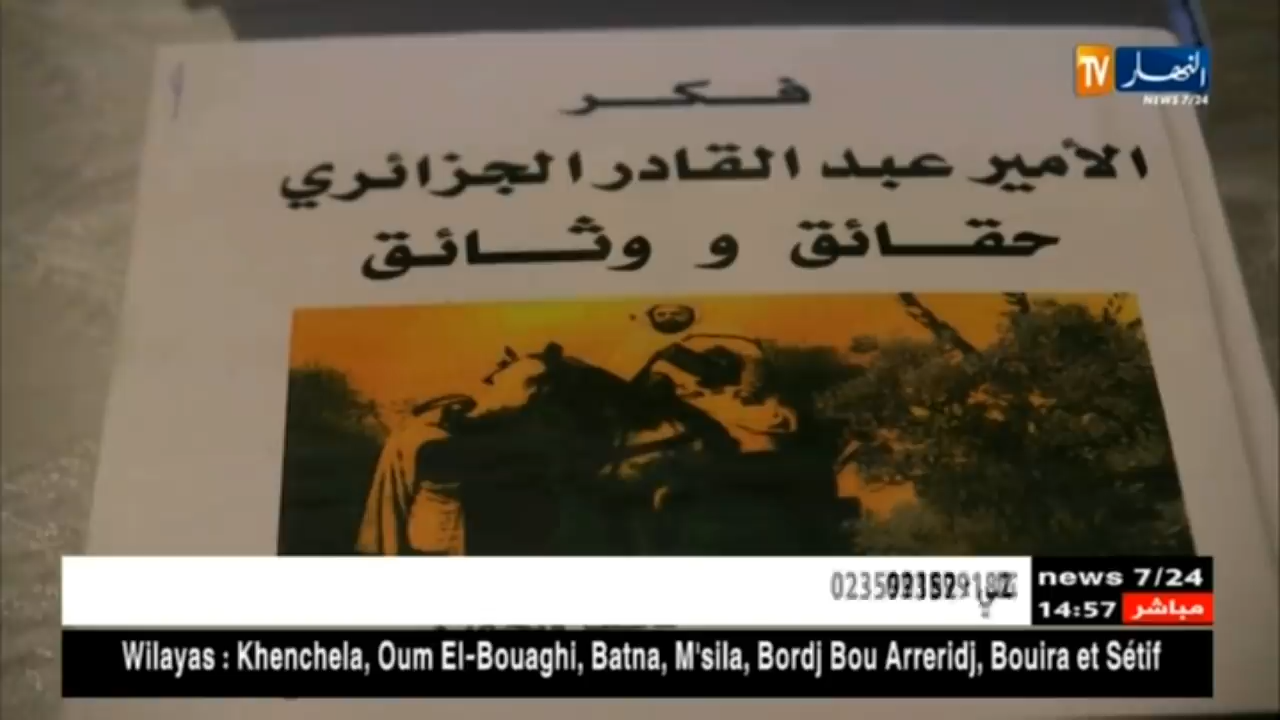 TV النهار
NEWS 7/24
فكر
الأمير عبد القادر الجزائري
حقائق و وثائق
news 7/24
14:57 مباشر
Wilayas : Khenchela, Oum El-Bouaghi, Batna, M'sila, Bordj Bou Arreridj, Bouira et Sétif